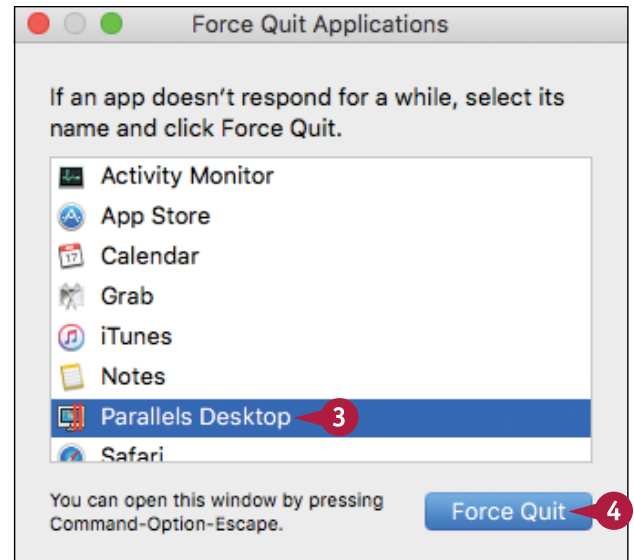 Force Quit Applications
If an app doesn't respond for a while, select its
name and click Force Quit.
Activity Monitor
App Store
17
Calendar
Grab
iTunes
Notes
Parallels Desktop 3
Safari
You can open this window by pressing
Command-Option-Escape.
Force Quit 4